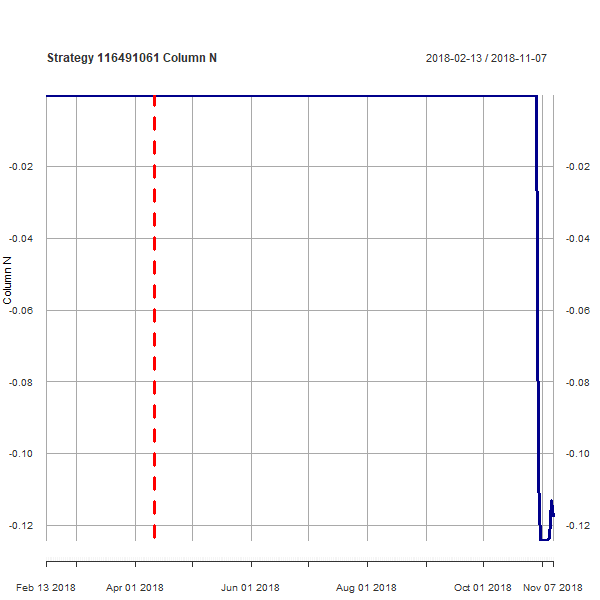 Strategy 116491061 Column N 2018-02-13 / 2018-11-07
-0.02 -0.02
-0.04 -0.04
Column N
-0.06 -0.06
-0.08 -0.08
-0.10 -0.10
-0.12 -0.12
Feb 13 2018 Apr 01 2018 Jun 01 2018 Aug 01 2018 Oct 01 2018 Nov 07 2018